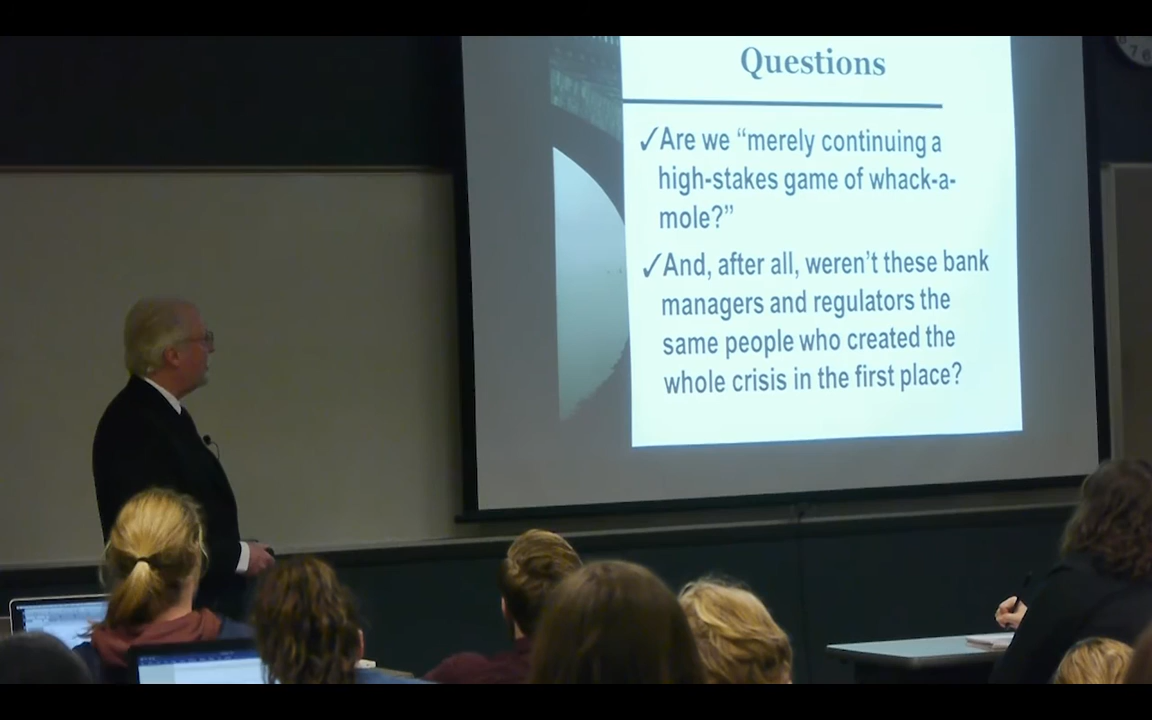 Questions
✓Are we “merely continuing a
high-stakes game of whack-a-
mole?”
✓And, after all, weren’t these bank
managers and regulators the
same people who created the
whole crisis in the first place?